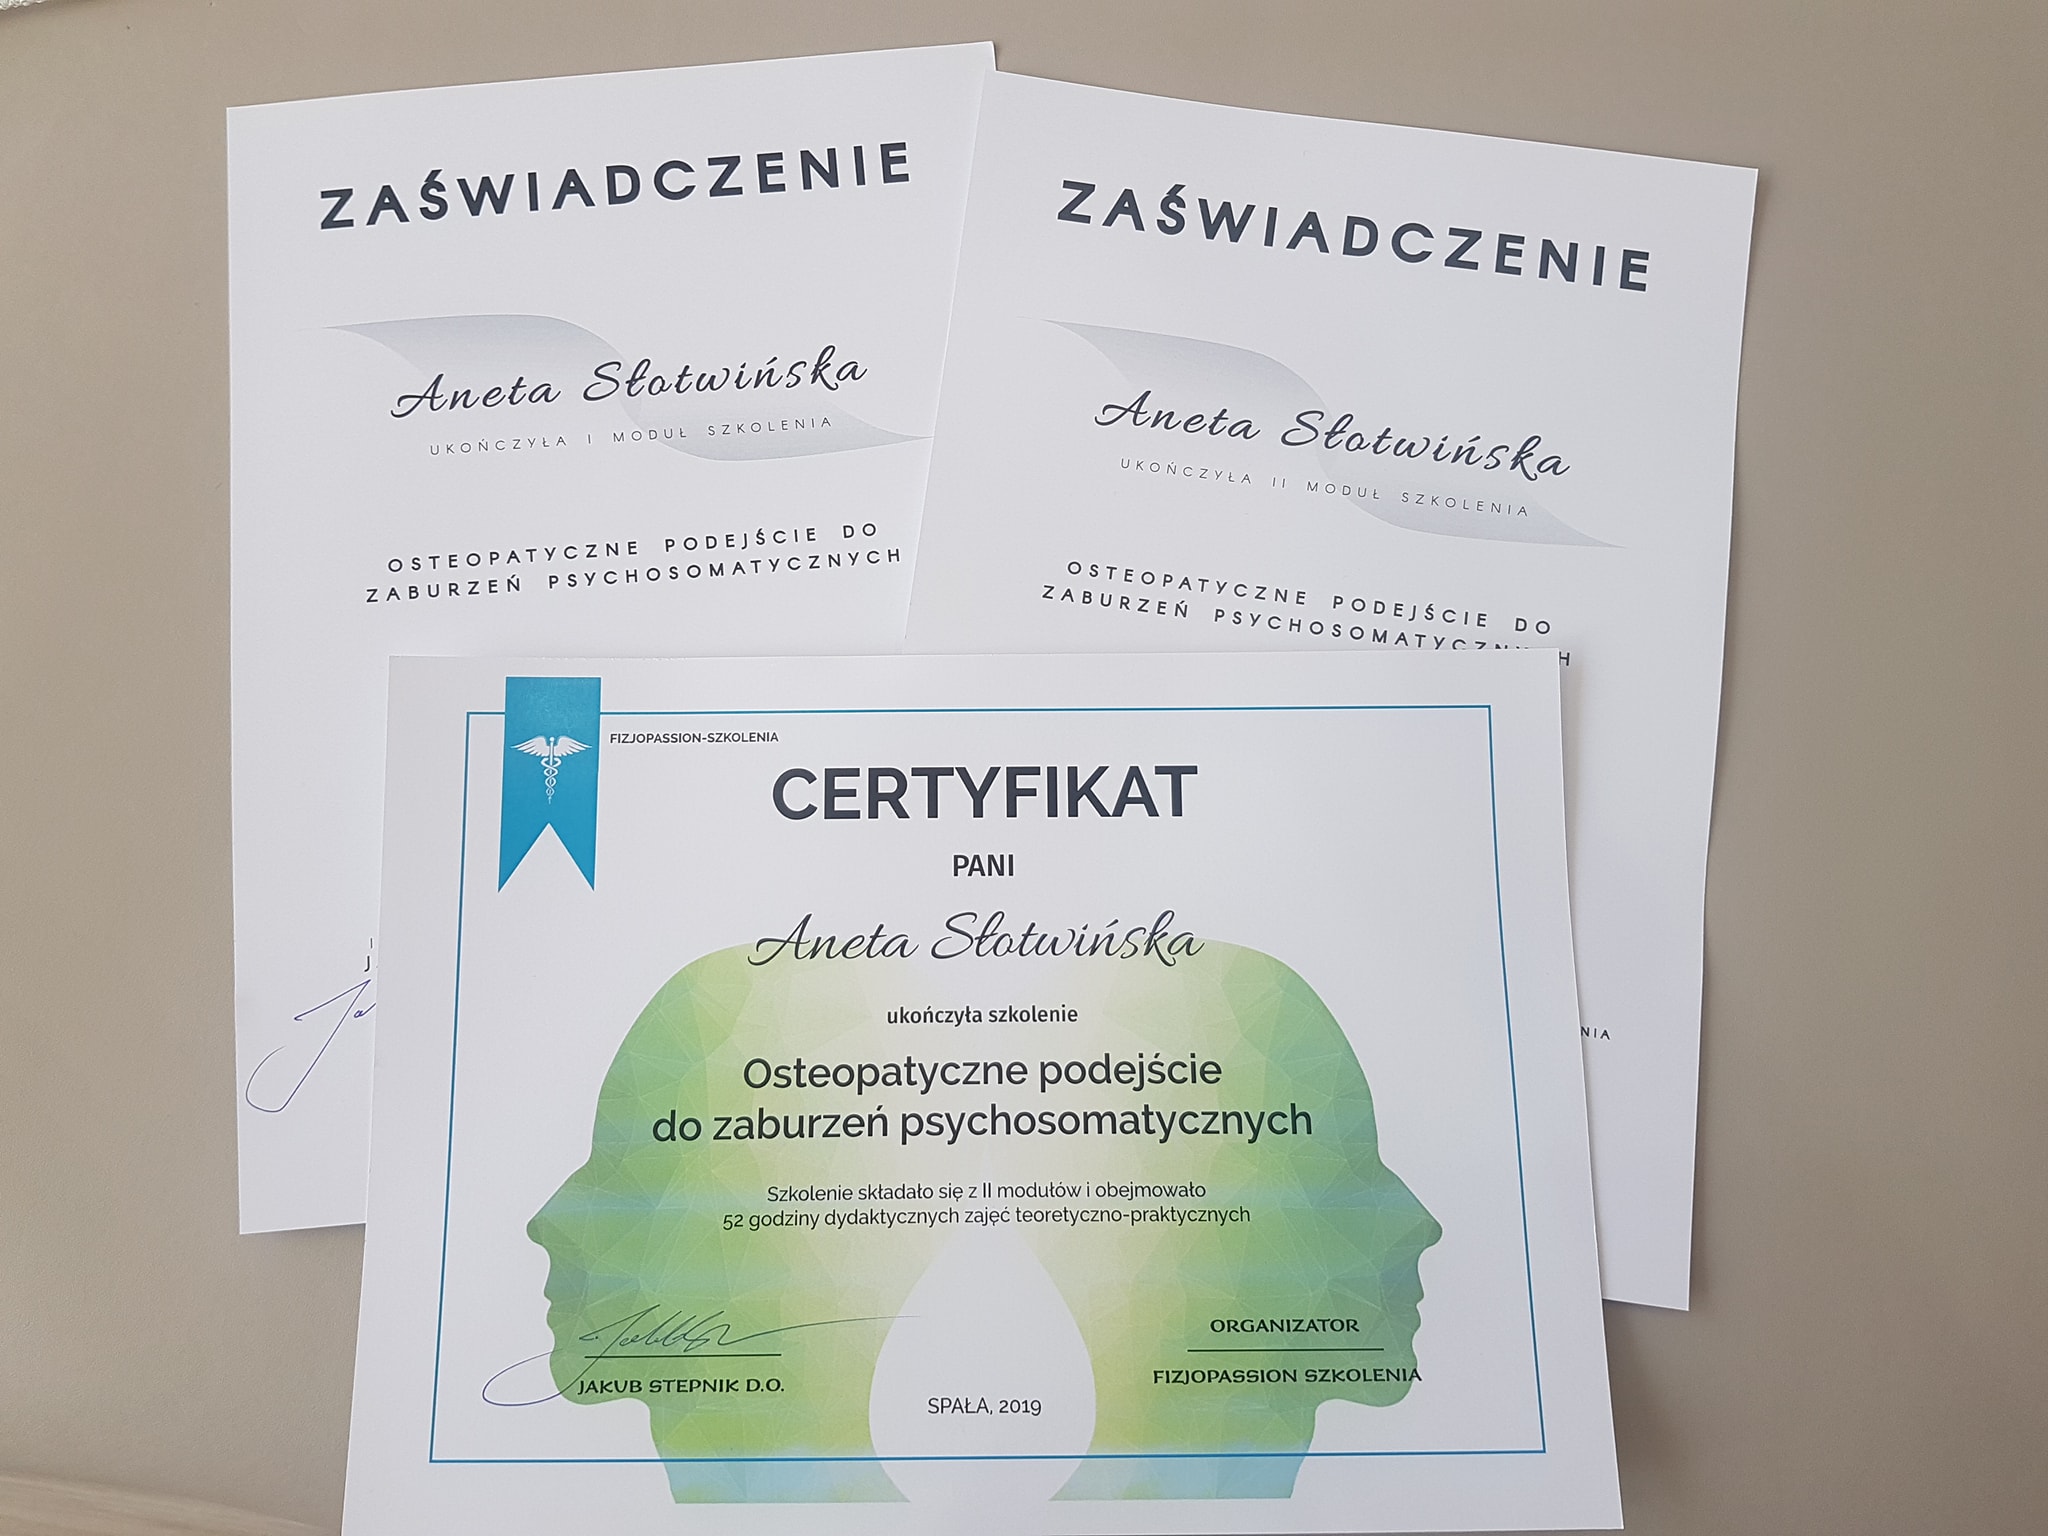 ZAŚWIADCZENIE
Aneta Słotwińska
UKOŃCZYŁA I MODUŁ SZKOLENIA
OSTEOPATYCZNE PODEJŚCIE DO
ZABURZEŃ PSYCHOSOMATYCZNYCH
ZAŚWIADCZENIE
Aneta Słotwińska
UKOŃCZYŁA II MODUŁ SZKOLENIA
OSTEOPATYCZNE PODEJŚCIE DO
ZABURZEŃ PSYCHOSOMATYCZNYCH
NIA
FIZJOPASSION-SZKOLENIA
CERTYFIKAT
PANI
Aneta Słotwińska
ukończyła szkolenie
Osteopatyczne podejście
do zaburzeń psychosomatycznych
Szkolenie składało się z II modułów i obejmowało
52 godziny dydaktycznych zajęć teoretyczno-praktycznych
JAKUB STEPNIK D.O.
SPAŁA, 2019
ORGANIZATOR
FIZJOPASSION SZKOLENIA